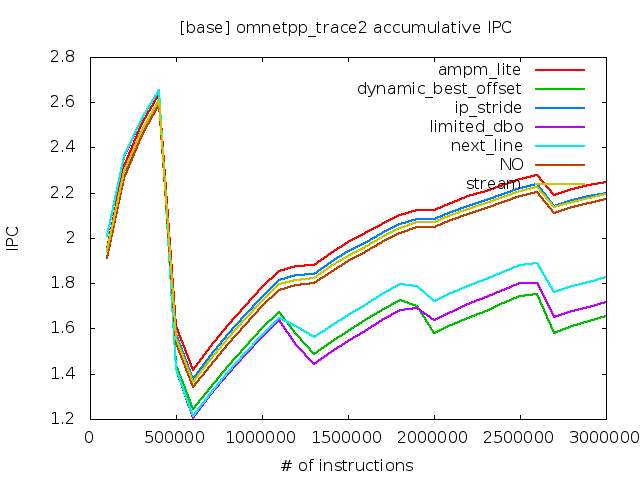 [base] omnetpp_trace2 accumulative IPC
2.8
2.6
2.4
2.2
2
1.8
1.6
1.4
1.2
IPC
ampm_lite
dynamic_best_offset
ip_stride
limited_dbo
next_line
NO
stream
0 500000 1000000 1500000 2000000 2500000 3000000
# of instructions